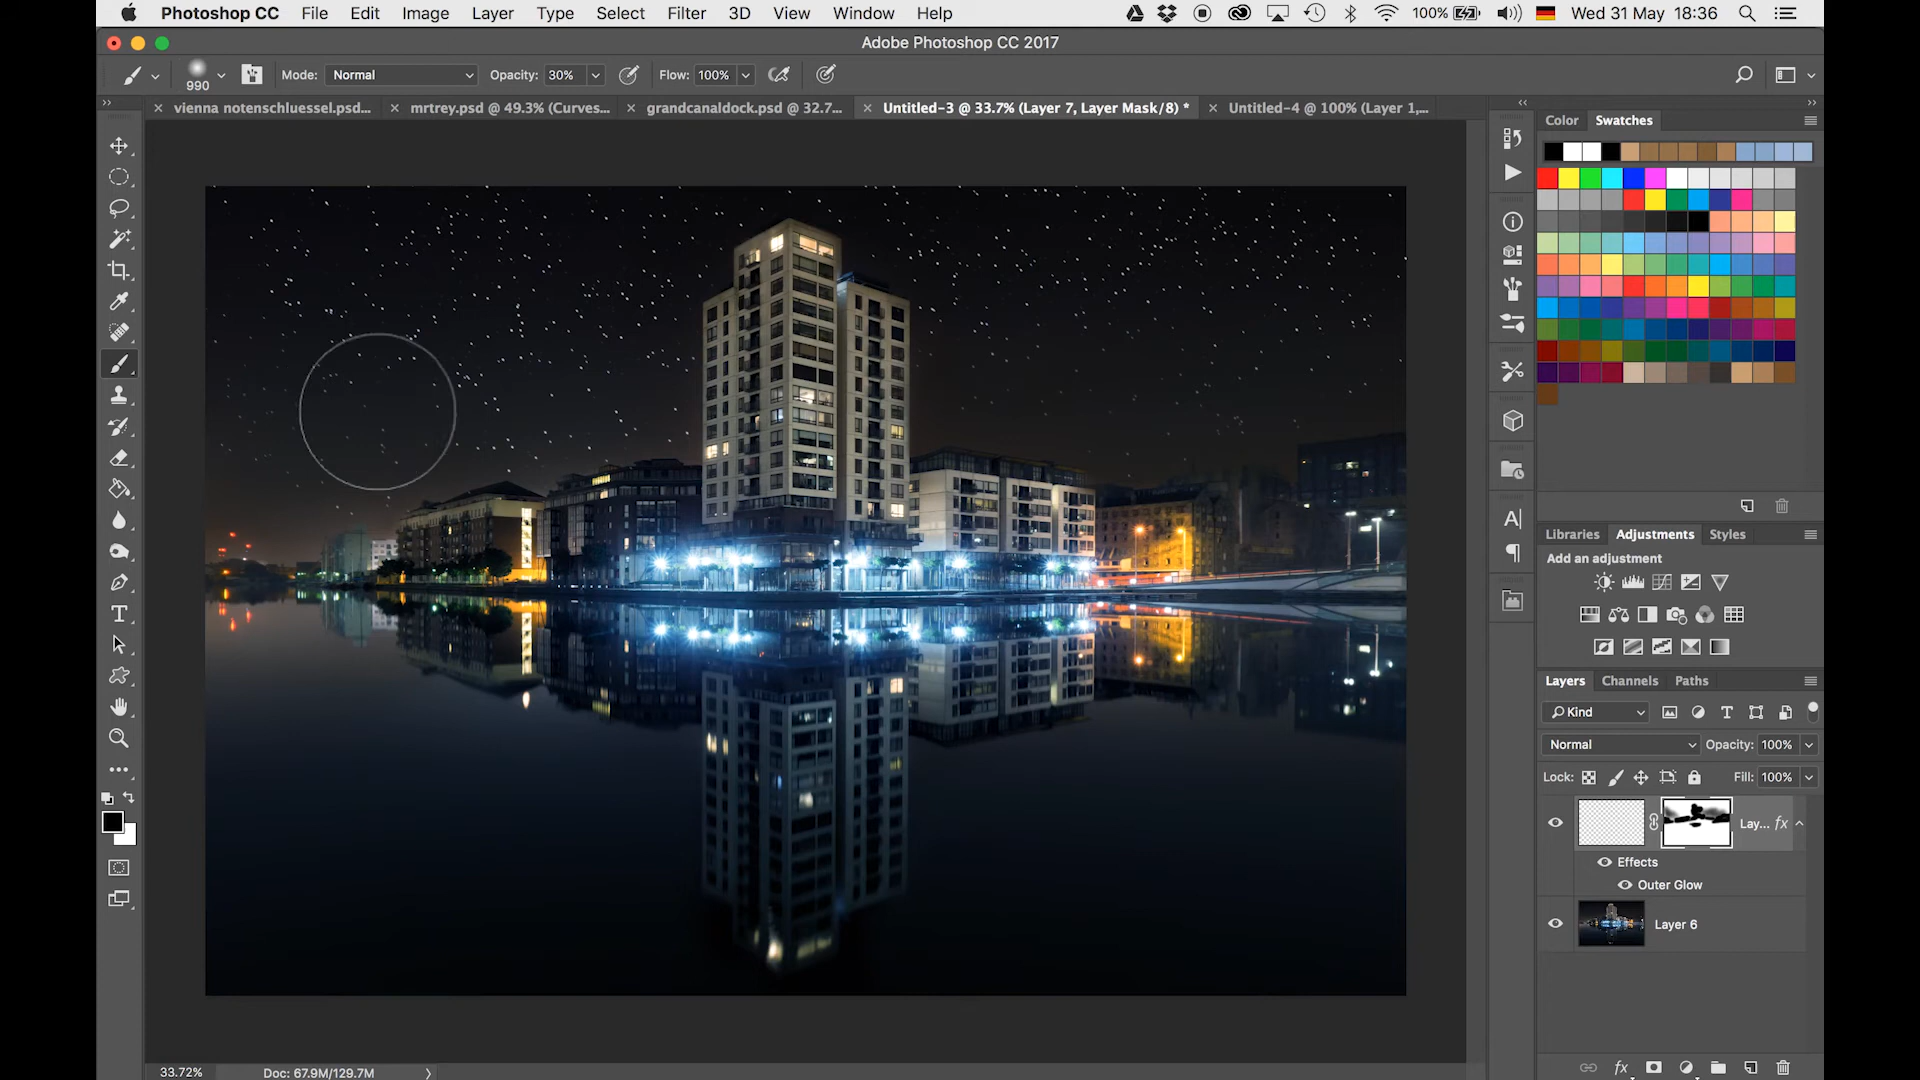 Photoshop CC File Edit Image Layer Type Select Filter 3D View Window Help 100% Wed 31 May 18:36
Adobe Photoshop CC 2017
990 Mode: Normal Opacity: 30% Flow: 100%
vienna notenschluessel.psd... mrtrey.psd @ 49.3% (Curves... grandcanaldock.psd @ 32.7... Untitled-3 @ 33.7% (Layer 7, Layer Mask/8) * Untitled-4 @ 100% (Layer 1,...
Color Swatches
Libraries Adjustments Styles
Add an adjustment
Layers Channels Paths
Kind
Normal Opacity: 100%
Lock: Fill: 100%
Lay... fx
Effects
Outer Glow
Layer 6
33.72% Doc: 67.9M/129.7M
fx